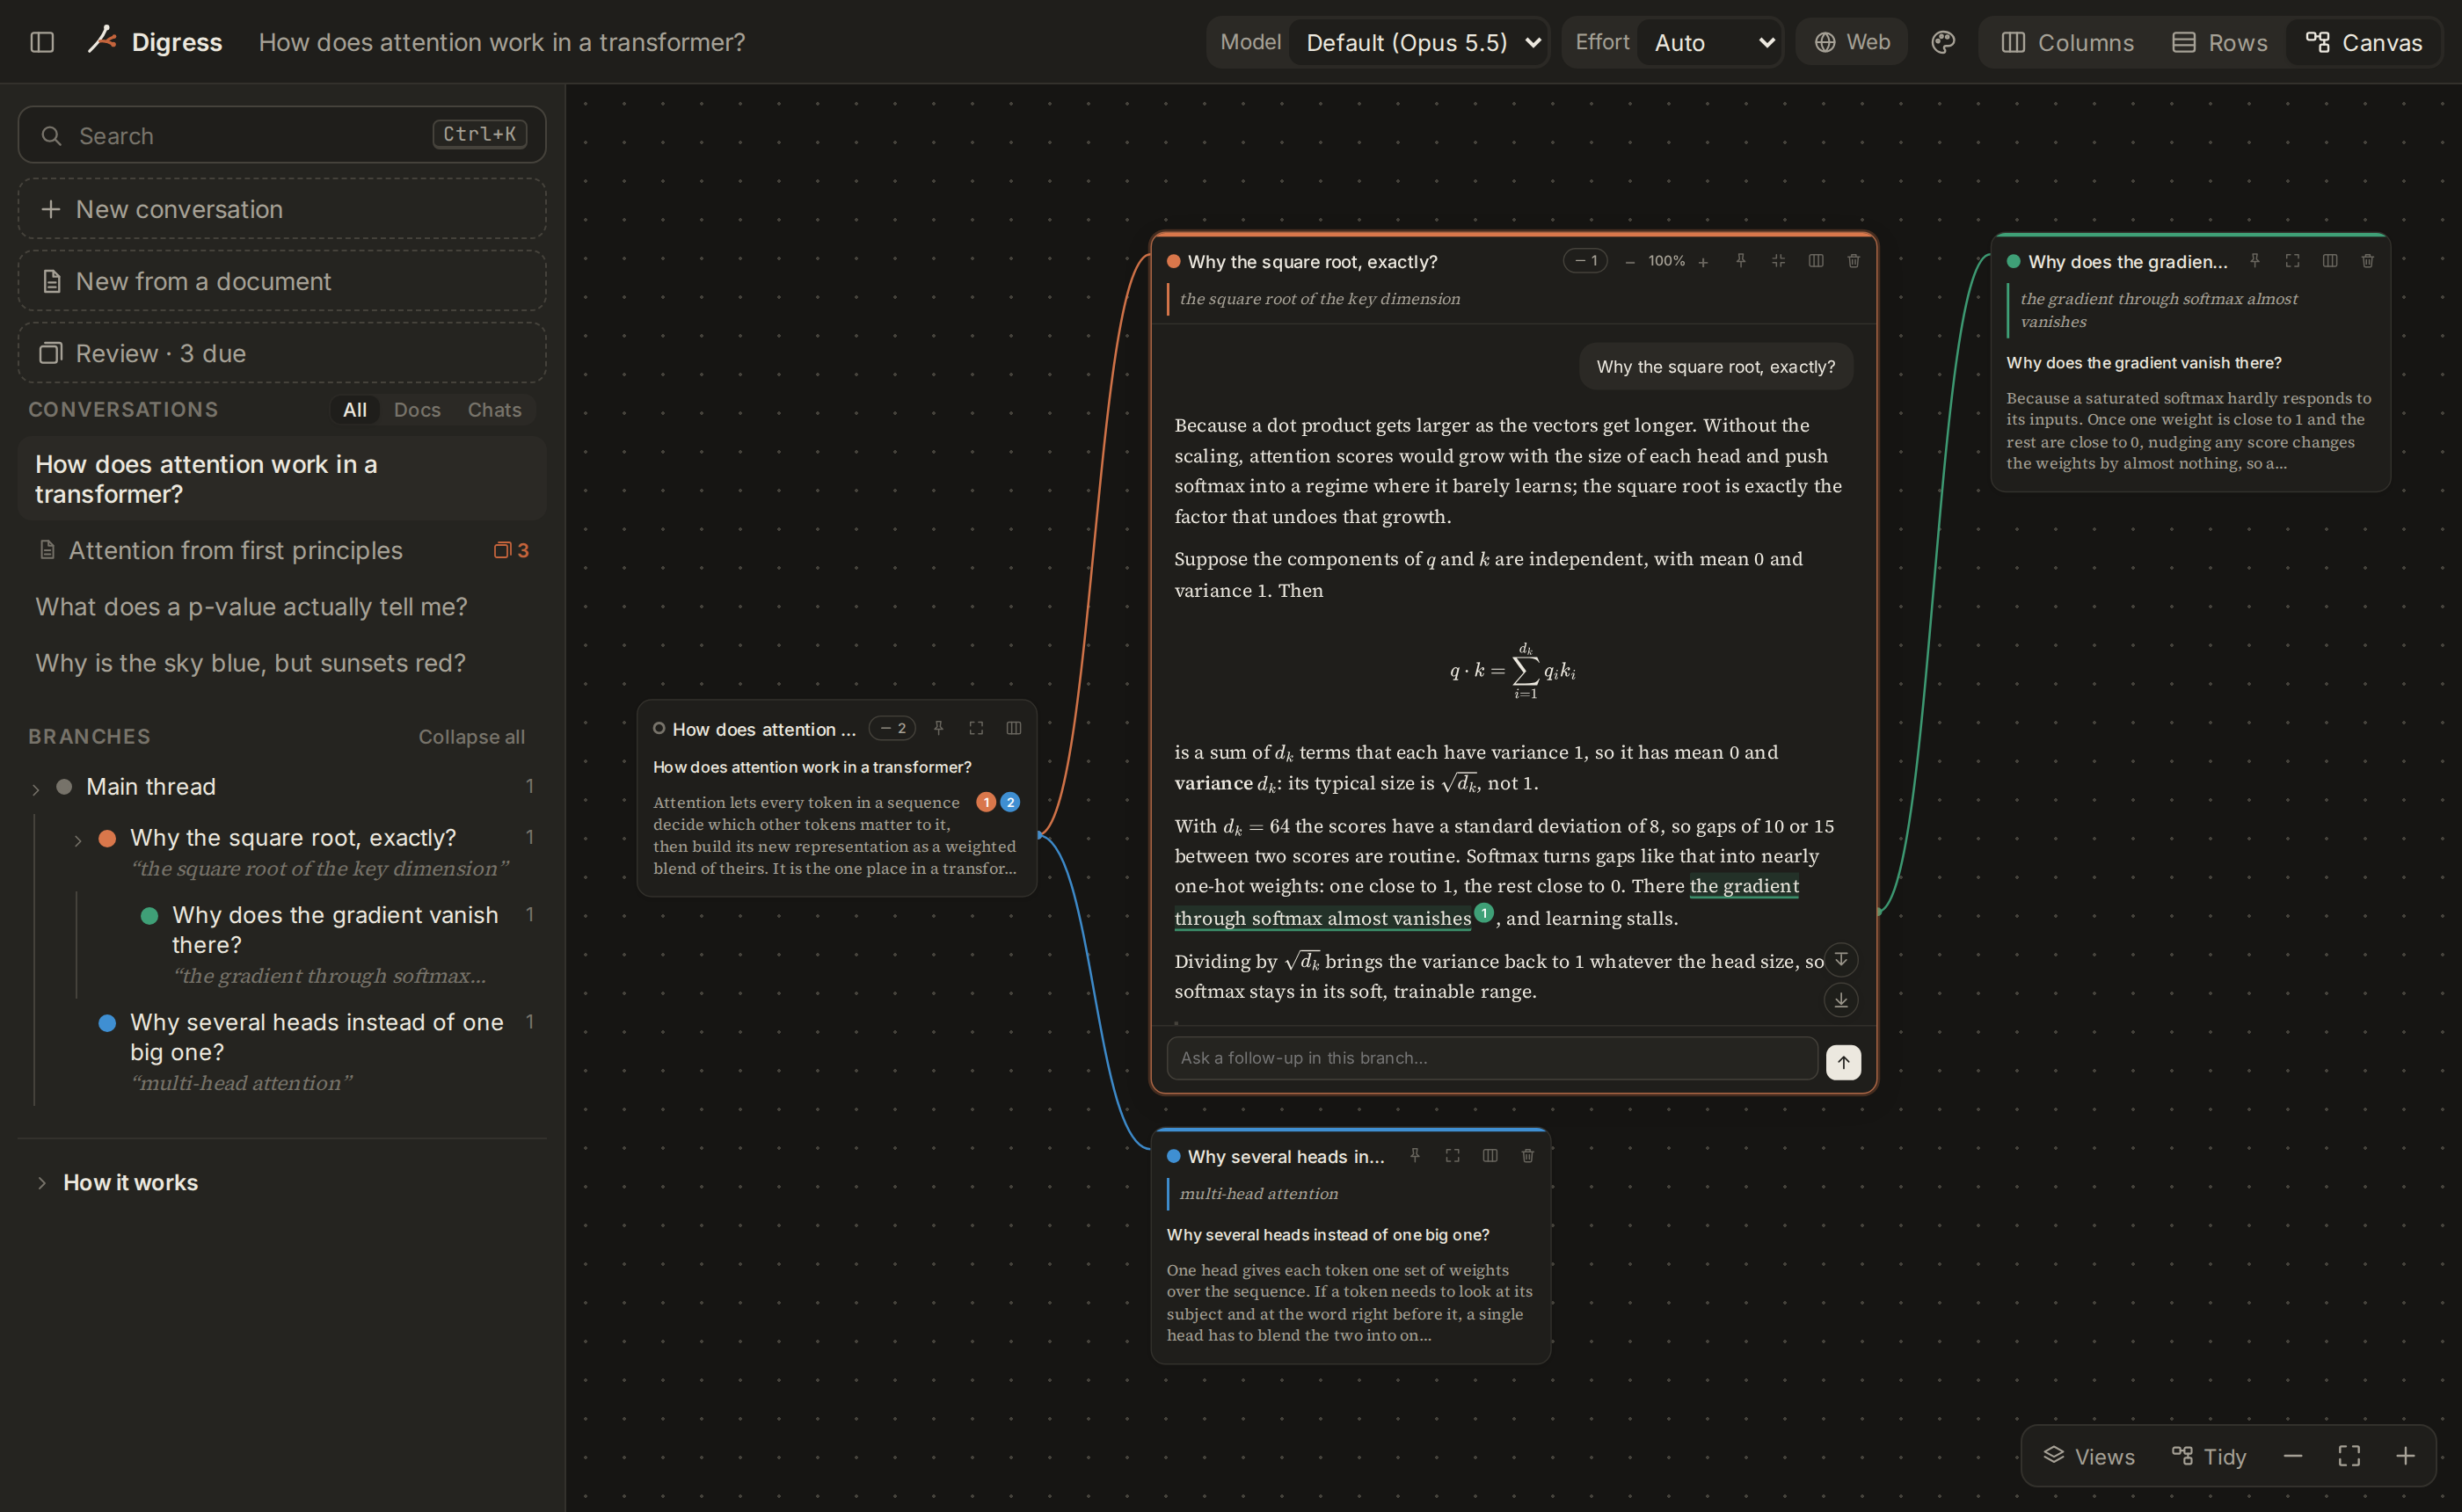 Digress
How does attention work in a transformer?
Model
Default (Opus 5.5)
Effort
Auto
Web
Columns
Rows
Canvas
Search
Ctrl+K
New conversation
New from a document
Review · 3 due
CONVERSATIONS
All
Docs
Chats
How does attention work in a
transformer?
Attention from first principles
3
What does a p-value actually tell me?
Why is the sky blue, but sunsets red?
BRANCHES
Collapse all
Main thread
1
Why the square root, exactly?
1
“the square root of the key dimension”
Why does the gradient vanish
there?
1
“the gradient through softmax...
Why several heads instead of one
big one?
1
“multi-head attention”
How it works
How does attention ...
− 2
How does attention work in a transformer?
Attention lets every token in a sequence
1 2
decide which other tokens matter to it,
then build its new representation as a weighted
blend of theirs. It is the one place in a transfor...
Why the square root, exactly?
− 1
− 100% +
the square root of the key dimension
Why the square root, exactly?
Because a dot product gets larger as the vectors get longer. Without the
scaling, attention scores would grow with the size of each head and push
softmax into a regime where it barely learns; the square root is exactly the
factor that undoes that growth.
Suppose the components of q and k are independent, with mean 0 and
variance 1. Then
q · k = ∑_{i=1}^{d_k} q_i k_i
is a sum of d_k terms that each have variance 1, so it has mean 0 and
variance d_k: its typical size is √d_k, not 1.
With d_k = 64 the scores have a standard deviation of 8, so gaps of 10 or 15
between two scores are routine. Softmax turns gaps like that into nearly
one-hot weights: one close to 1, the rest close to 0. There the gradient
through softmax almost vanishes 1, and learning stalls.
Dividing by √d_k brings the variance back to 1 whatever the head size, so
softmax stays in its soft, trainable range.
Ask a follow-up in this branch...
Why does the gradien...
the gradient through softmax almost
vanishes
Why does the gradient vanish there?
Because a saturated softmax hardly responds to
its inputs. Once one weight is close to 1 and the
rest are close to 0, nudging any score changes
the weights by almost nothing, so a...
Why several heads in...
multi-head attention
Why several heads instead of one big one?
One head gives each token one set of weights
over the sequence. If a token needs to look at its
subject and at the word right before it, a single
head has to blend the two into on...
Views
Tidy